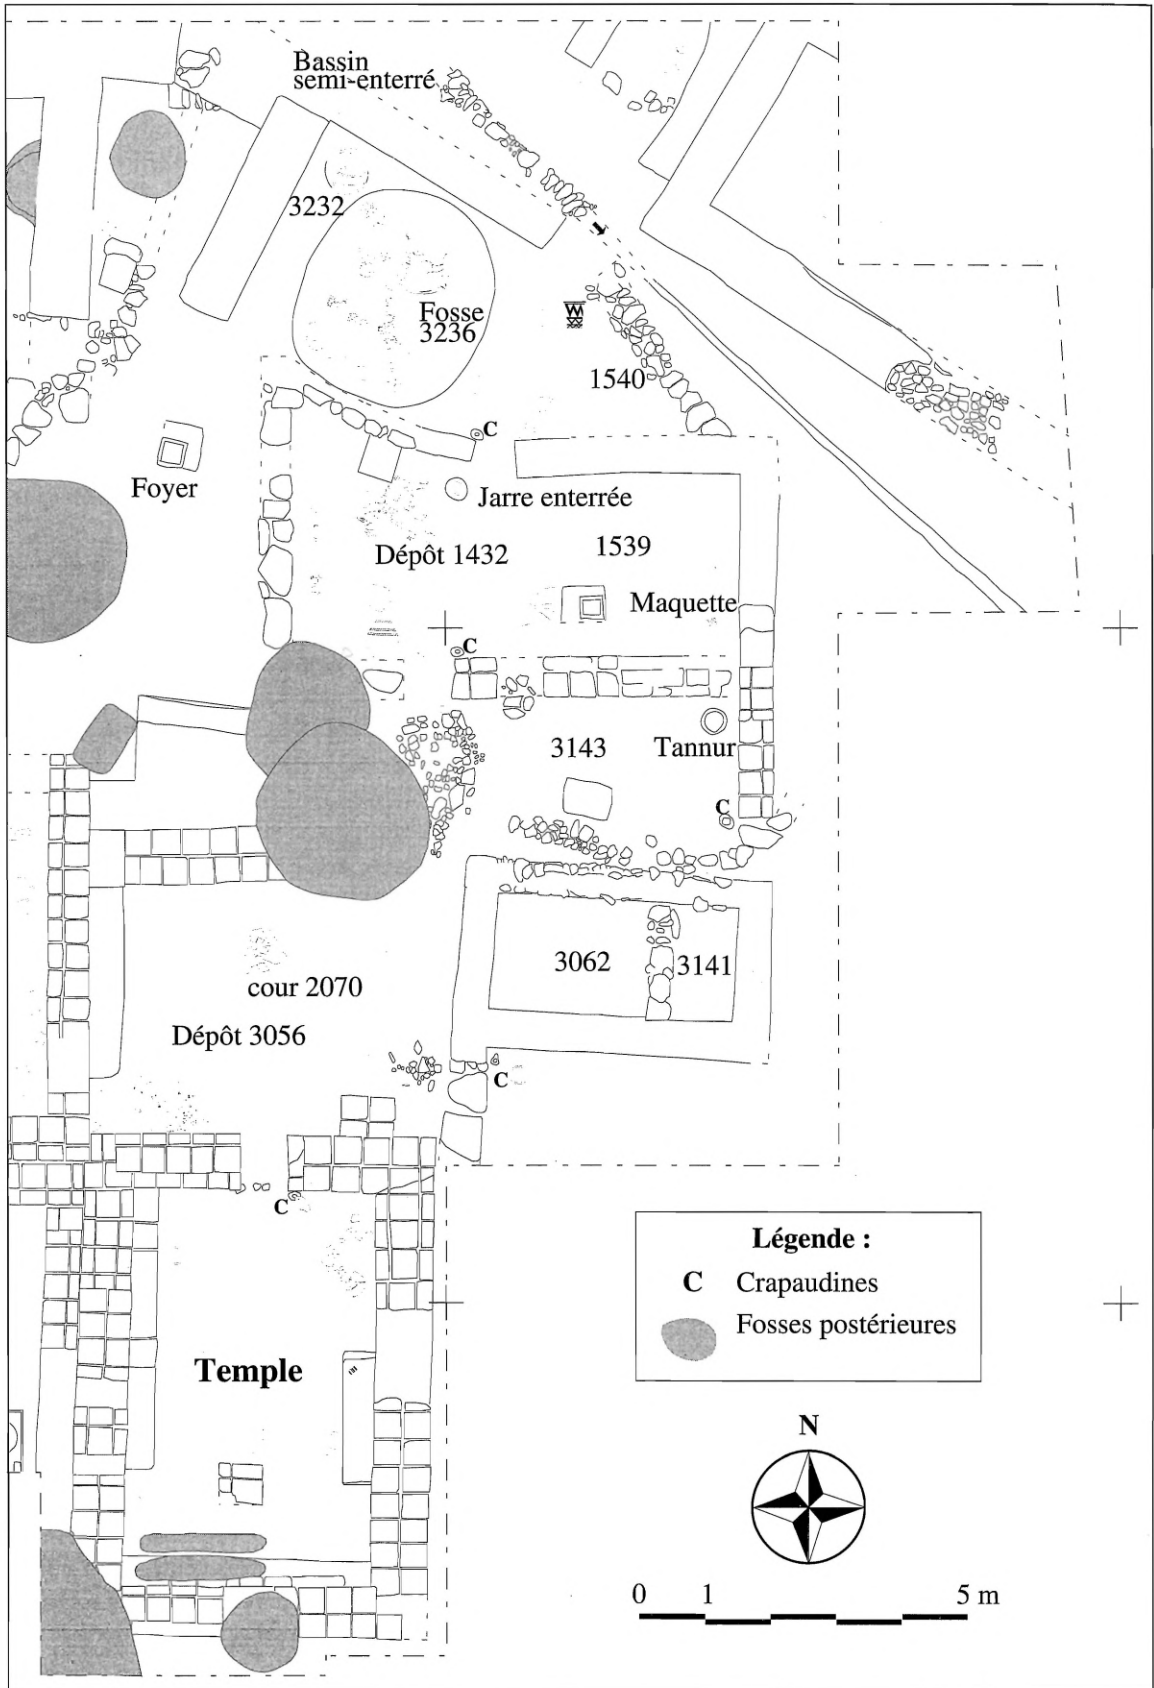 Bassin
semi-enterré
3232
Fosse
3236
1540
C
Foyer
Jarre enterrée
Dépôt 1432
1539
Maquette
C
3143
Tannur
C
3062
3141
cour 2070
Dépôt 3056
C
C
Légende :
C Crapaudines
Fosses postérieures
Temple
N
0 1 5 m